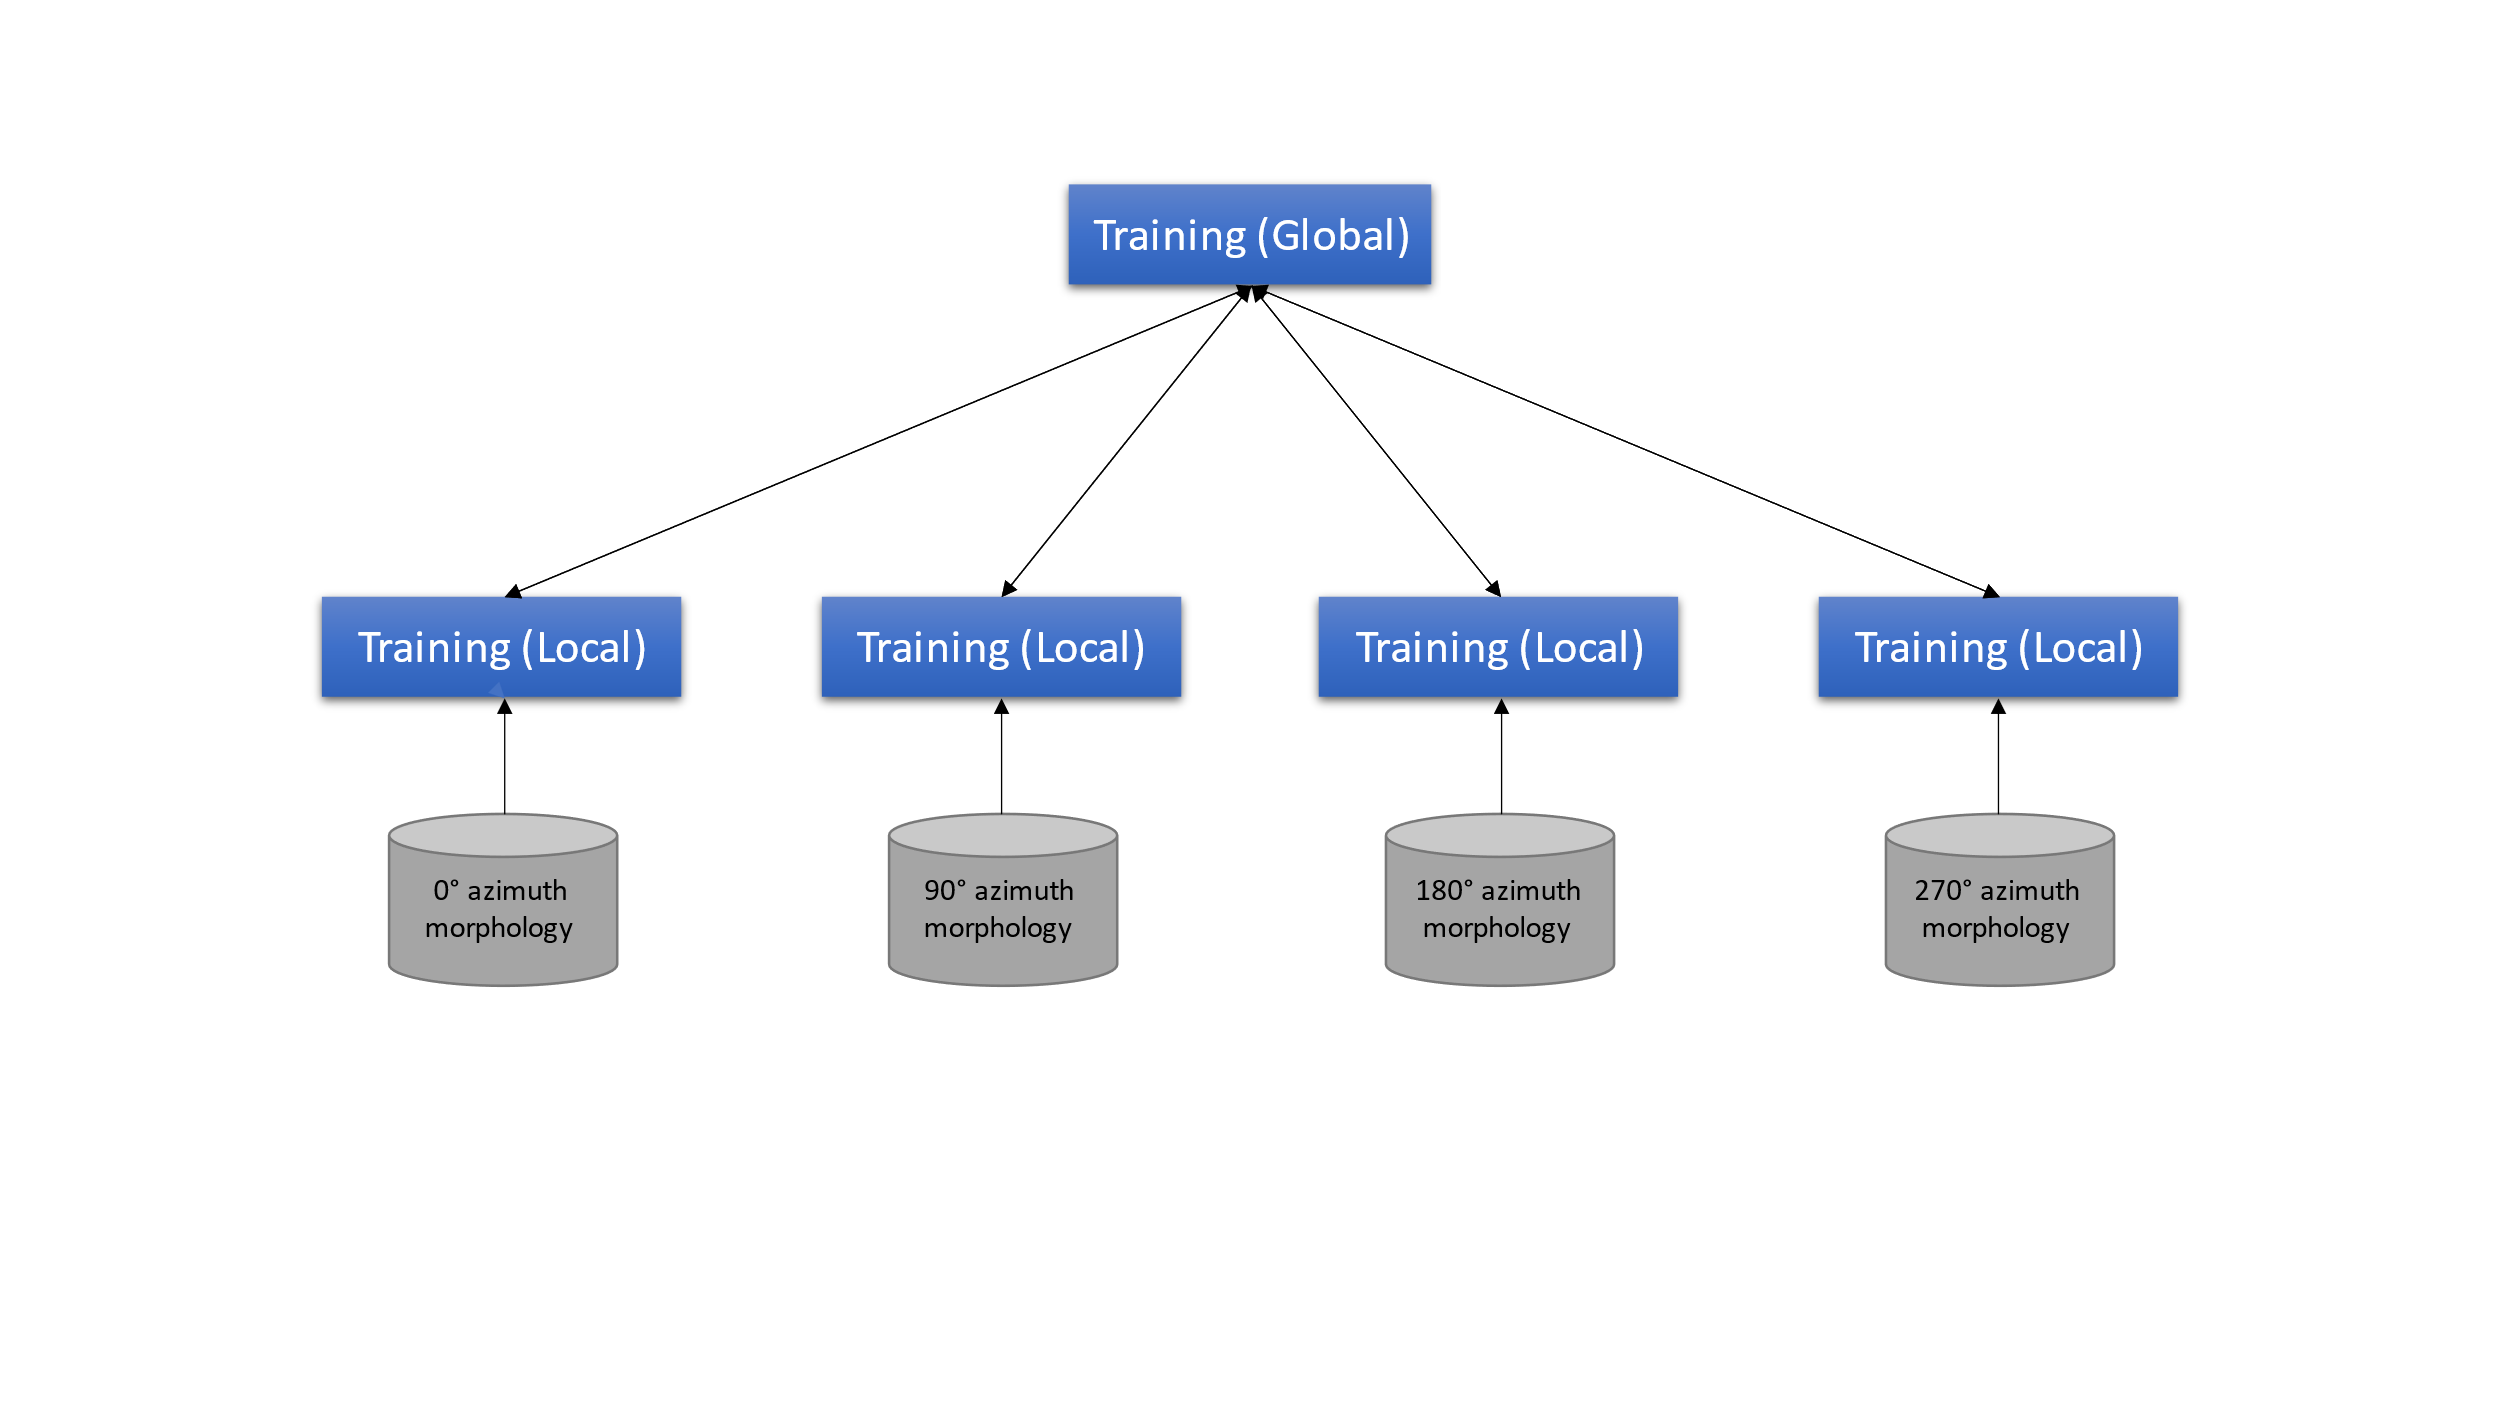 Training (Global)
Training (Local)
Training (Local)
Training (Local)
Training (Local)
0° azimuth
morphology
90° azimuth
morphology
180° azimuth
morphology
270° azimuth
morphology